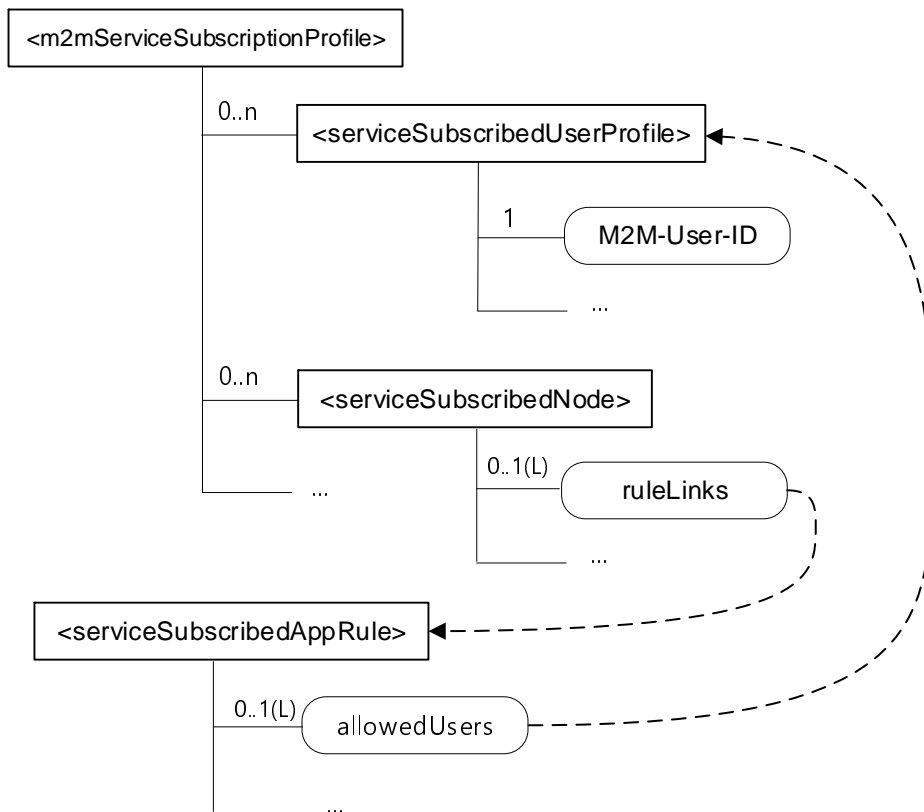 <m2mServiceSubscriptionProfile>
0..n
<serviceSubscribedUserProfile>
1
M2M-User-ID
...
0..n
<serviceSubscribedNode>
0..1(L)
ruleLinks
...
...
<serviceSubscribedAppRule>
0..1(L)
allowedUsers
...